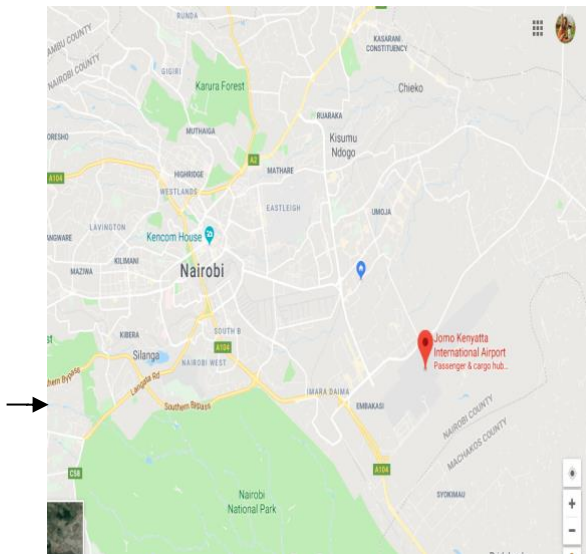 RUNDA
KASARANI
CONSTITUENCY
NAIROBI COUNTY
GIGIRI
Karura Forest
Chieko
RUARAKA
MUTHAIGA
Kisumu
Ndogo
A2
A104
HIGHRIDGE
MATHARE
WESTLANDS
EASTLEIGH
UMOJA
LAVINGTON
Kencom House
KILIMANI
MAZIWA
Nairobi
Jomo Kenyatta
International Airport
Passenger & cargo hub...
KIBERA
SOUTH B
A104
Silanga
NAIROBI WEST
Langata Rd
Southern Bypass
IMARA DAIMA
EMBAKASI
NAIROBI COUNTY
MACHAKOS COUNTY
C58
A104
Nairobi
National Park
SYOKIMAU
+
−